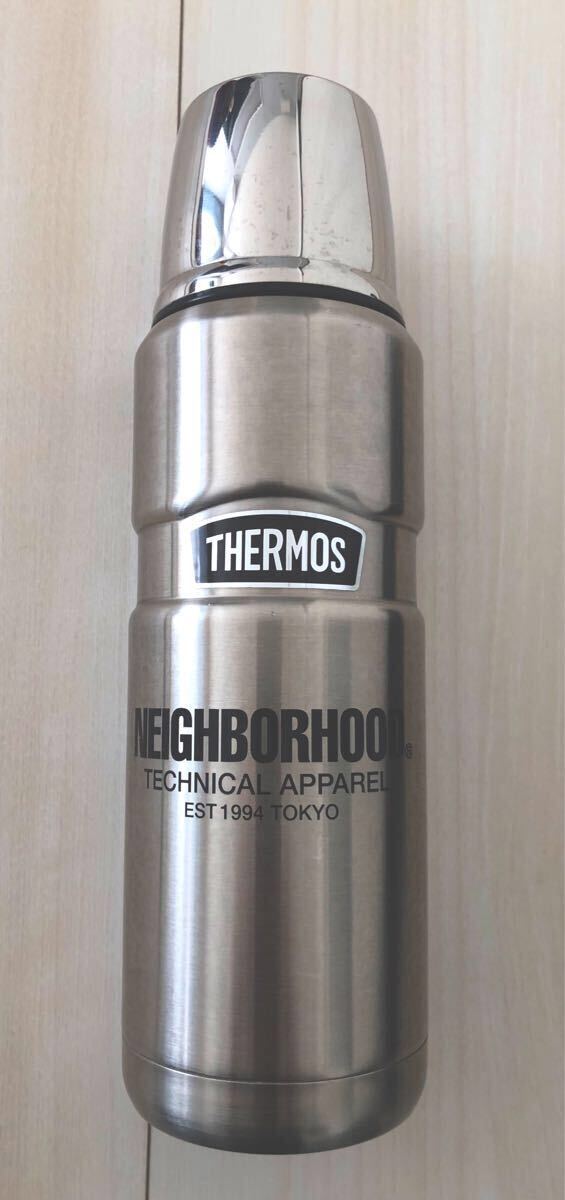 THERMOS
NEIGHBORHOOD®
TECHNICAL APPAREL
EST 1994 TOKYO